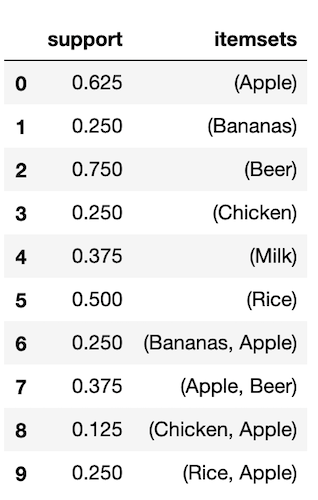 support itemsets
0 0.625 (Apple)
1 0.250 (Bananas)
2 0.750 (Beer)
3 0.250 (Chicken)
4 0.375 (Milk)
5 0.500 (Rice)
6 0.250 (Bananas, Apple)
7 0.375 (Apple, Beer)
8 0.125 (Chicken, Apple)
9 0.250 (Rice, Apple)